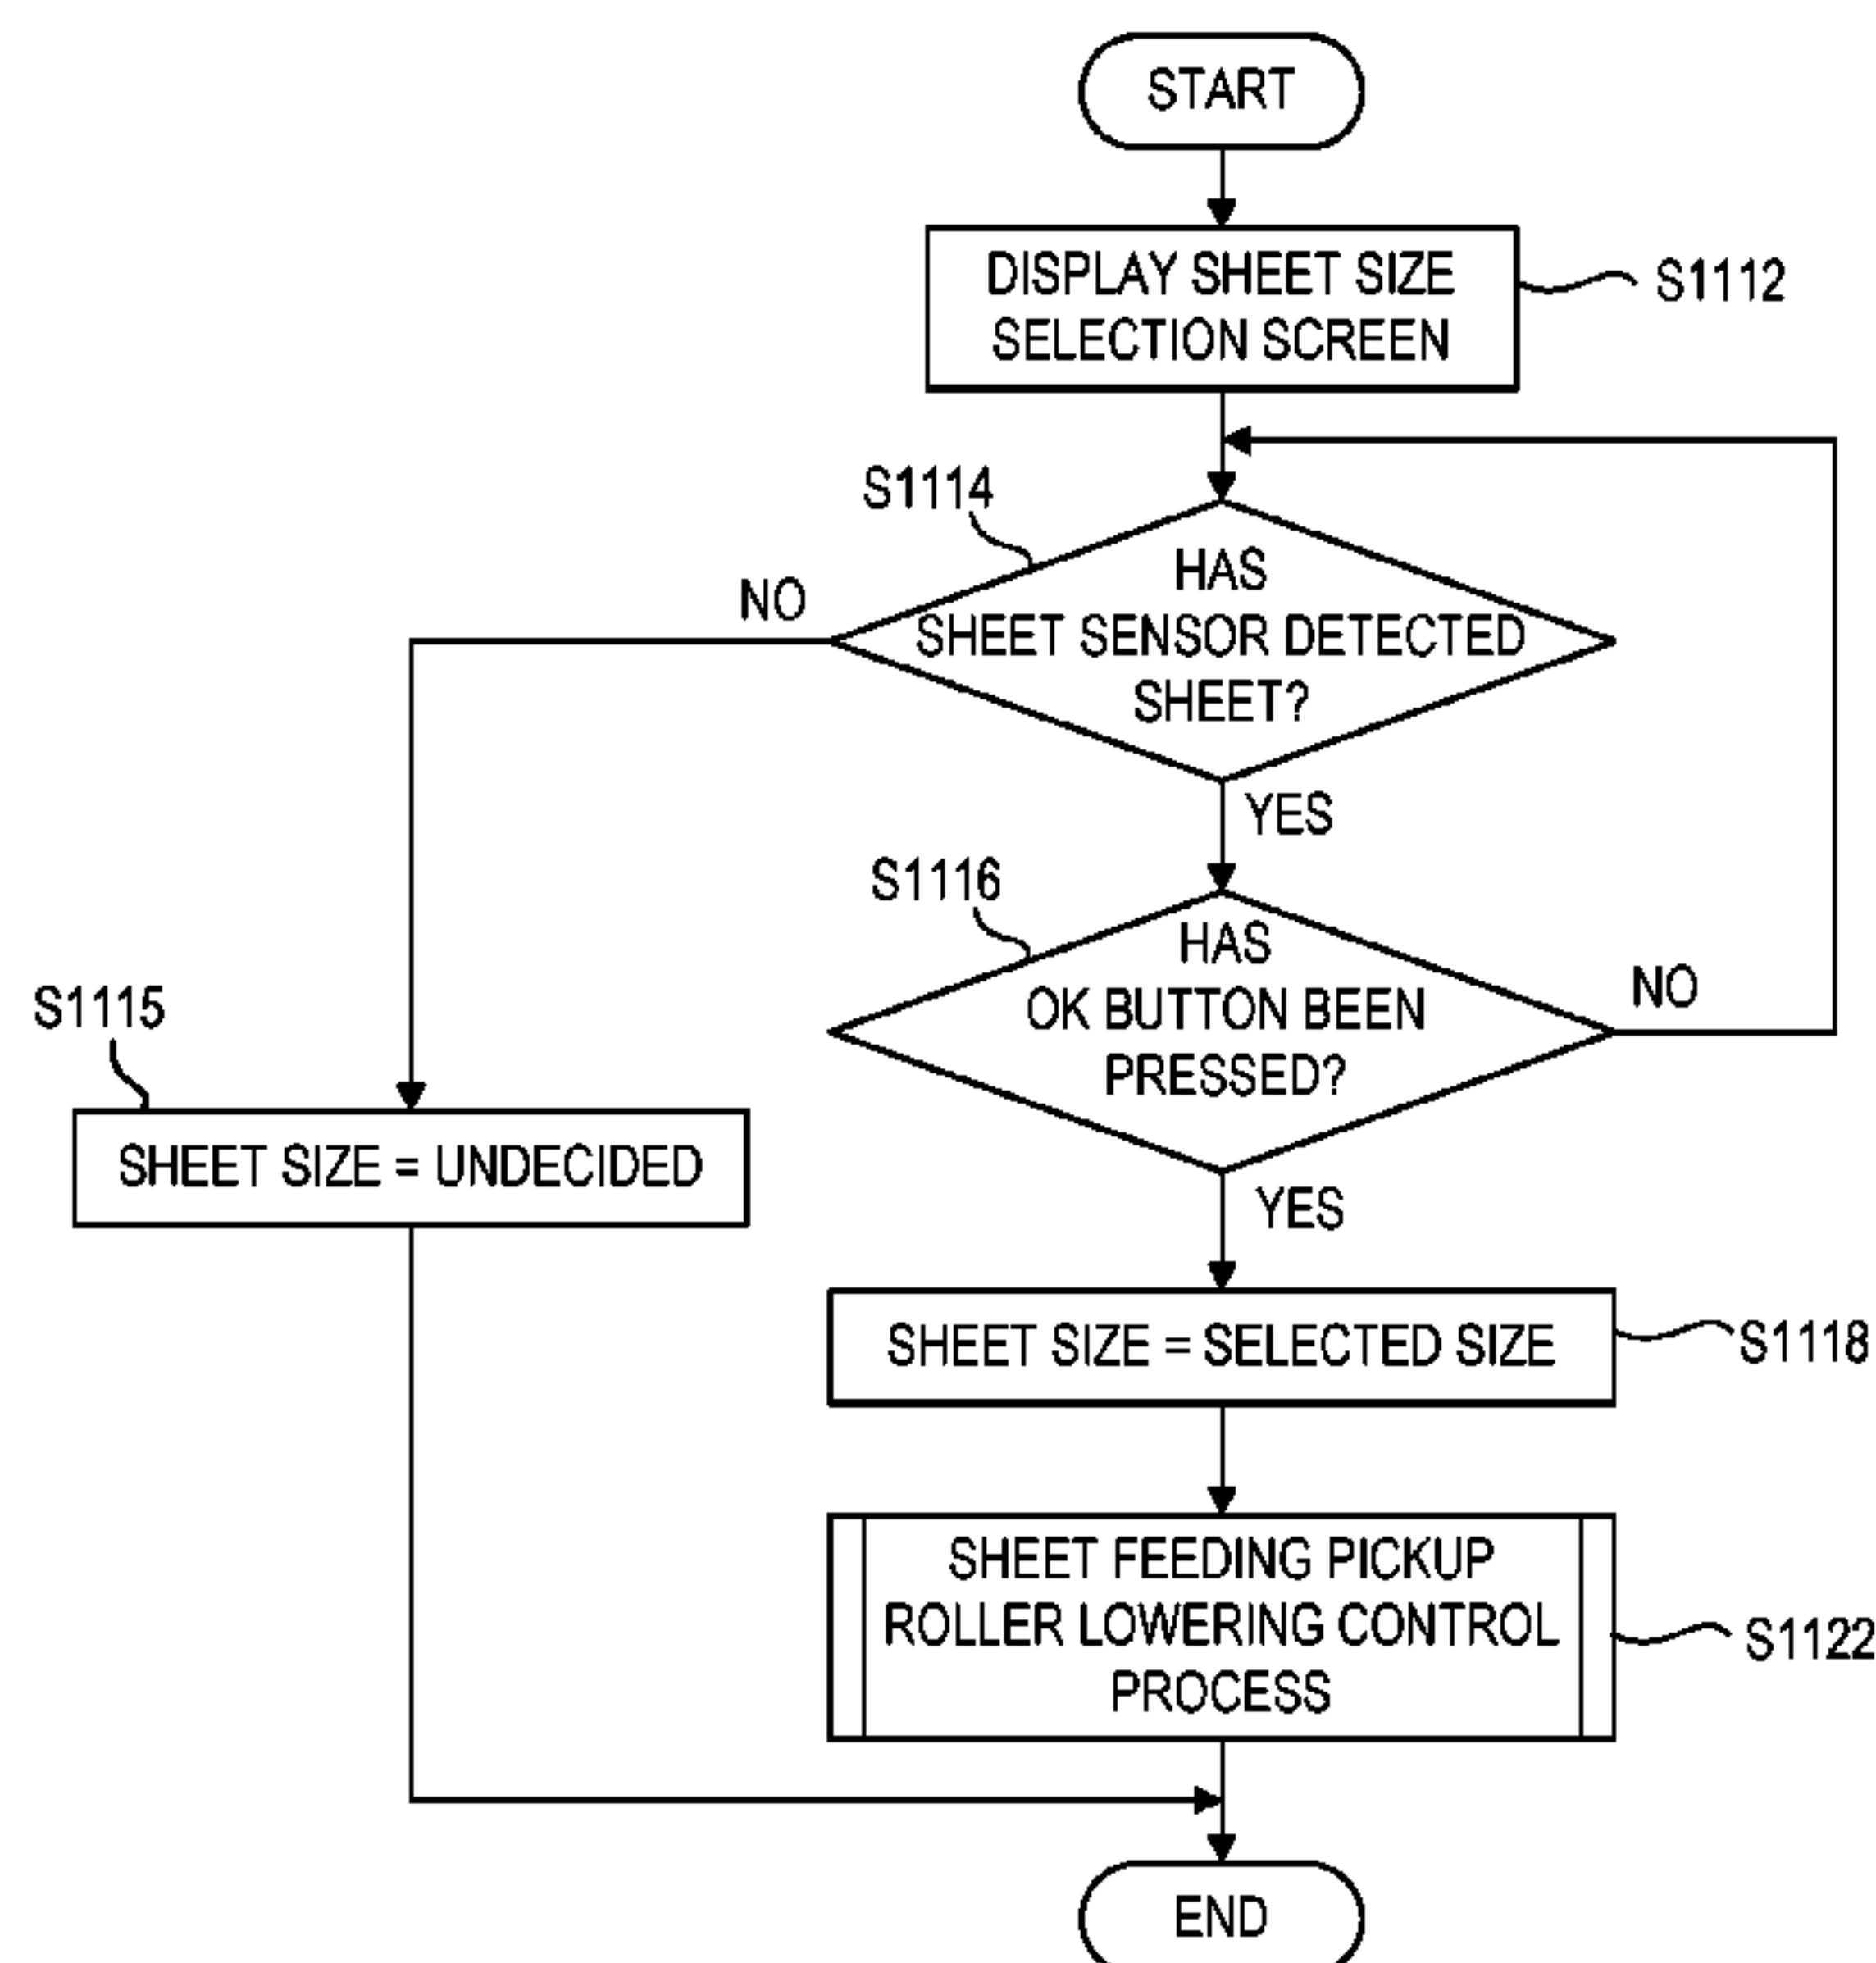 START
DISPLAY SHEET SIZE
SELECTION SCREEN
S1112
S1114
HAS
SHEET SENSOR DETECTED
SHEET?
NO
YES
S1116
HAS
OK BUTTON BEEN
PRESSED?
NO
YES
S1115
SHEET SIZE = UNDECIDED
SHEET SIZE = SELECTED SIZE
S1118
SHEET FEEDING PICKUP
ROLLER LOWERING CONTROL
PROCESS
S1122
END